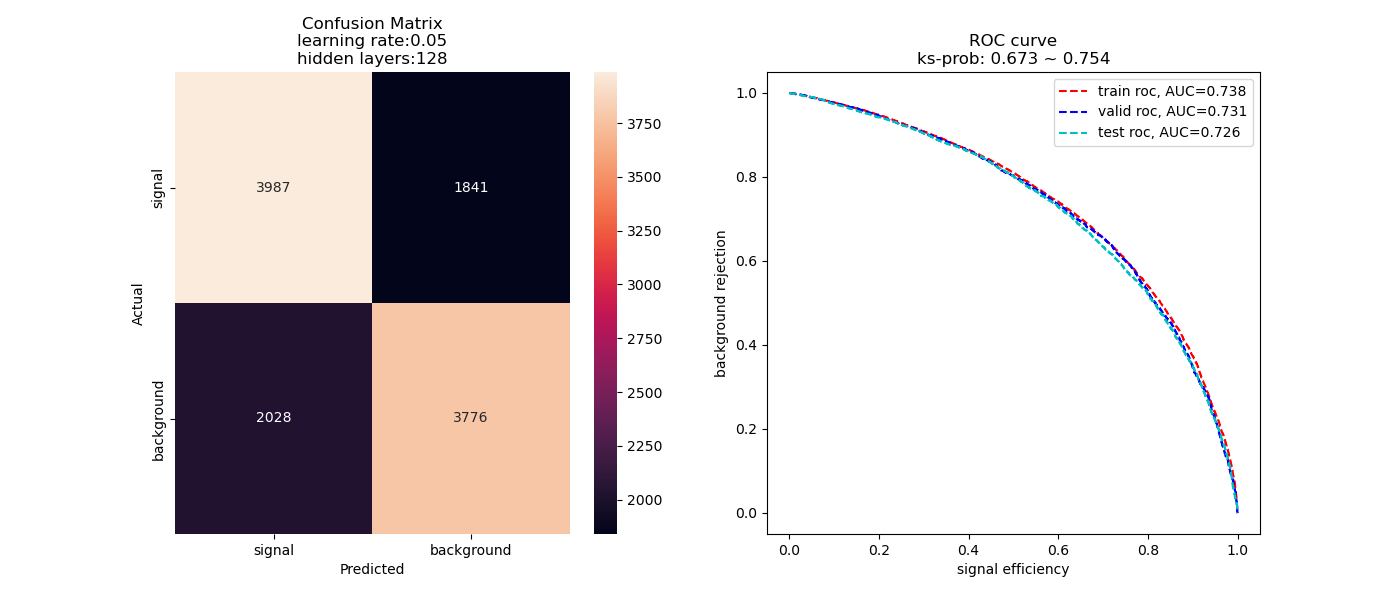 Confusion Matrix
learning rate:0.05
hidden layers:128
signal
background
Actual
3987
1841
2028
3776
signal
background
Predicted
3750
3500
3250
3000
2750
2500
2250
2000
ROC curve
ks-prob: 0.673 ~ 0.754
train roc, AUC=0.738
valid roc, AUC=0.731
test roc, AUC=0.726
background rejection
1.0
0.8
0.6
0.4
0.2
0.0
0.0
0.2
0.4
0.6
0.8
1.0
signal efficiency